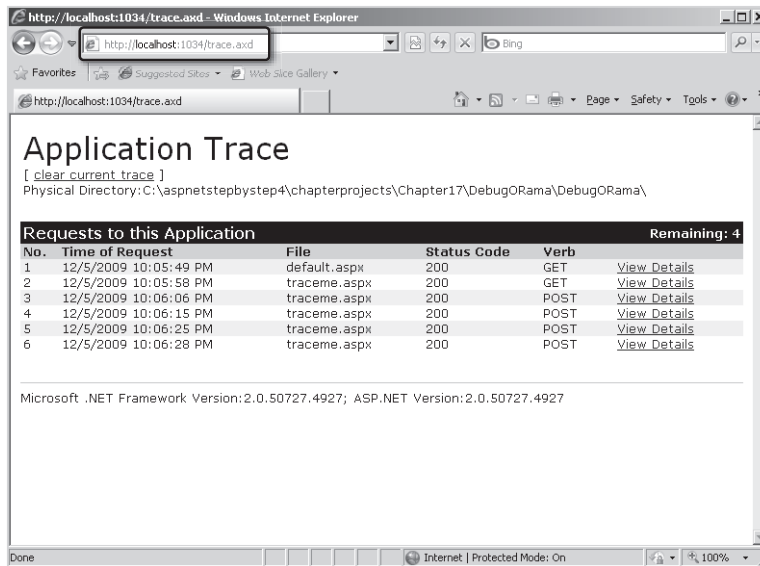 http://localhost:1034/trace.axd - Windows Internet Explorer
http://localhost:1034/trace.axd
Bing
Favorites Suggested Sites Web Slice Gallery
http://localhost:1034/trace.axd
Page Safety Tools
Application Trace
[ clear current trace ]
Physical Directory:C:\aspnetstepbystep4\chapterprojects\Chapter17\DebugORama\DebugORama\
Requests to this Application Remaining: 4
No. Time of Request File Status Code Verb
1 12/5/2009 10:05:49 PM default.aspx 200 GET View Details
2 12/5/2009 10:05:58 PM traceme.aspx 200 GET View Details
3 12/5/2009 10:06:06 PM traceme.aspx 200 POST View Details
4 12/5/2009 10:06:15 PM traceme.aspx 200 POST View Details
5 12/5/2009 10:06:25 PM traceme.aspx 200 POST View Details
6 12/5/2009 10:06:28 PM traceme.aspx 200 POST View Details
Microsoft .NET Framework Version:2.0.50727.4927; ASP.NET Version:2.0.50727.4927
Done Internet | Protected Mode: On 100%